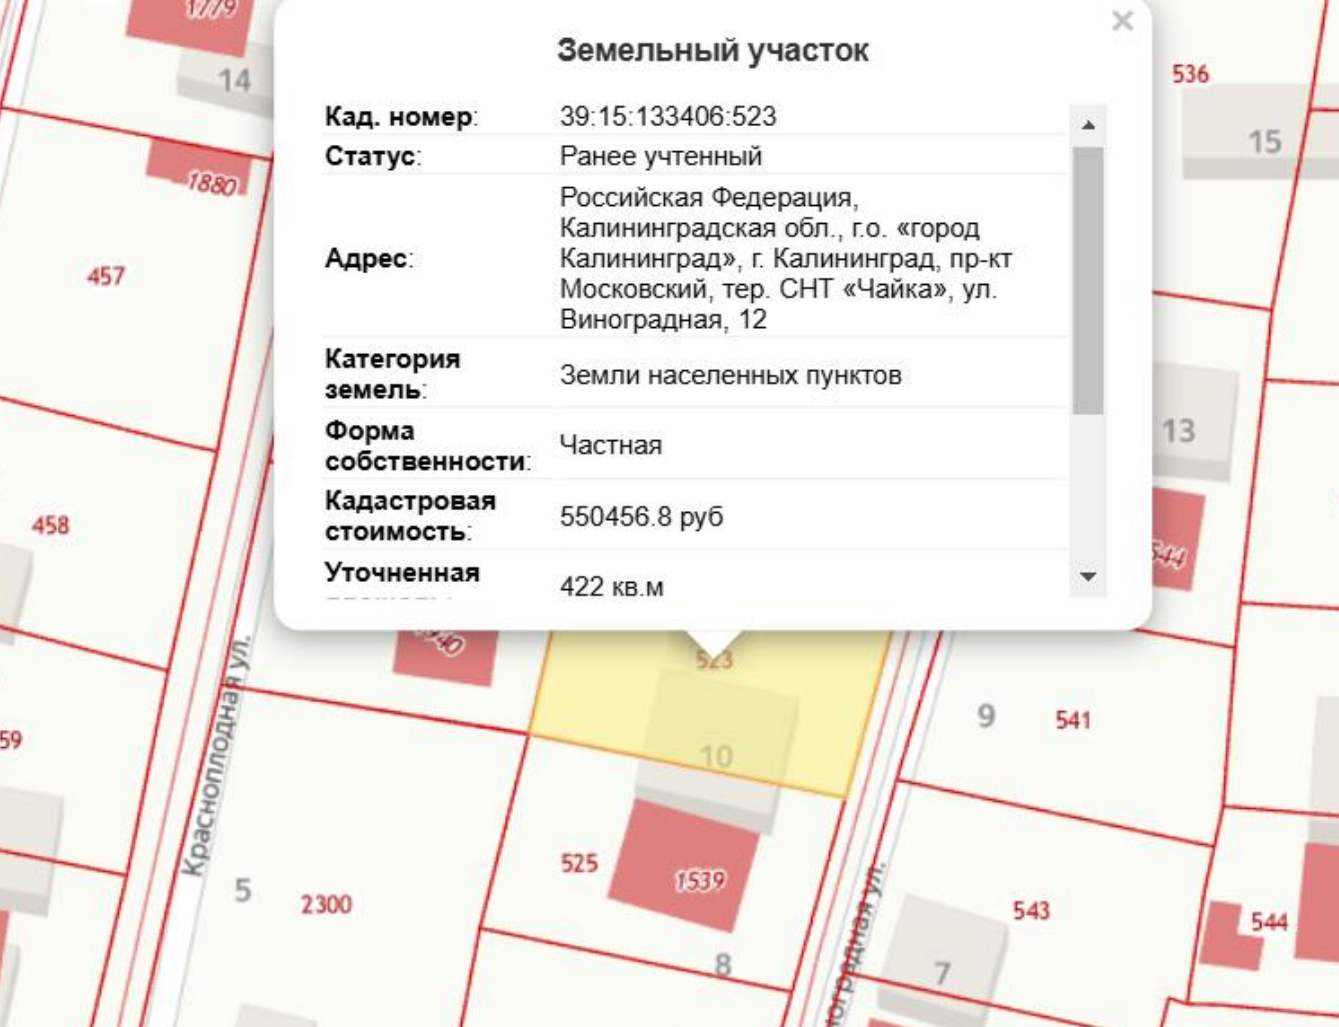 1779
14
1880
457
458
59
Земельный участок
×
Кад. номер: 39:15:133406:523
Статус: Ранее учтенный
Адрес: Российская Федерация,
Калининградская обл., г.о. «город
Калининград», г. Калининград, пр-кт
Московский, тер. СНТ «Чайка», ул.
Виноградная, 12
Категория
земель: Земли населенных пунктов
Форма
собственности: Частная
Кадастровая
стоимость: 550456.8 руб
Уточненная
422 кв.м
536
15
13
523
10
9
541
Красноплодная ул.
5
2300
525
1539
8
543
7
544